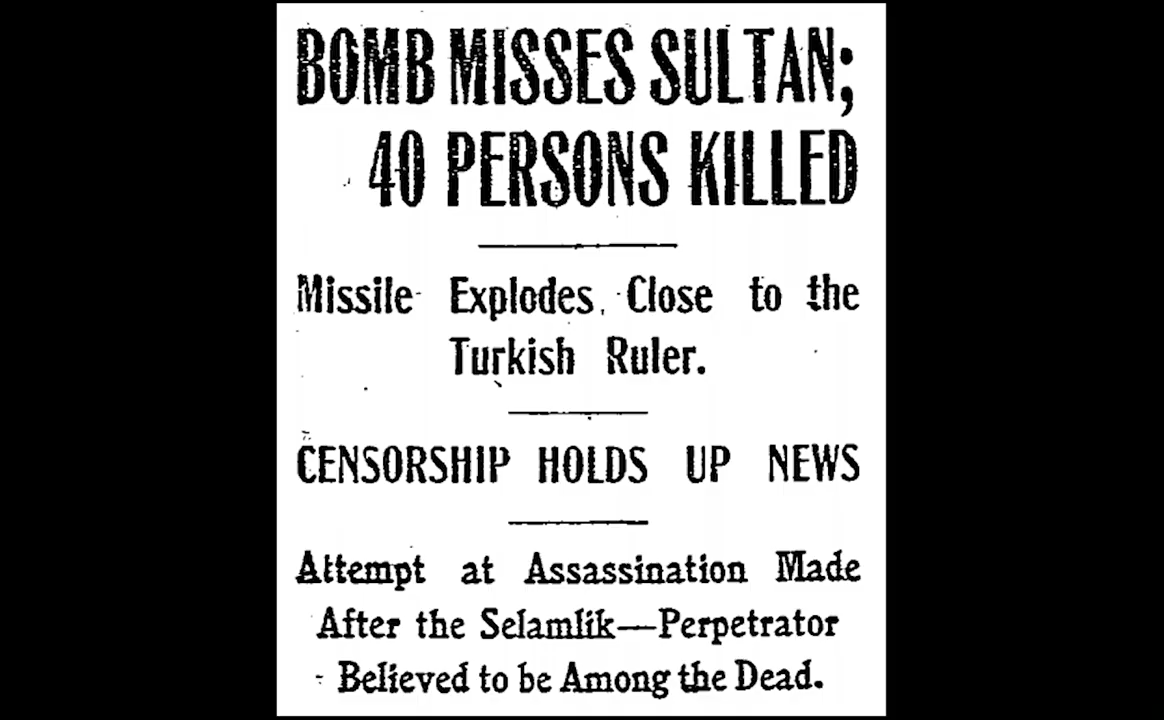 BOMB MISSES SULTAN;
40 PERSONS KILLED
Missile Explodes Close to the
Turkish Ruler.
CENSORSHIP HOLDS UP NEWS
Attempt at Assassination Made
After the Selamlik—Perpetrator
Believed to be Among the Dead.